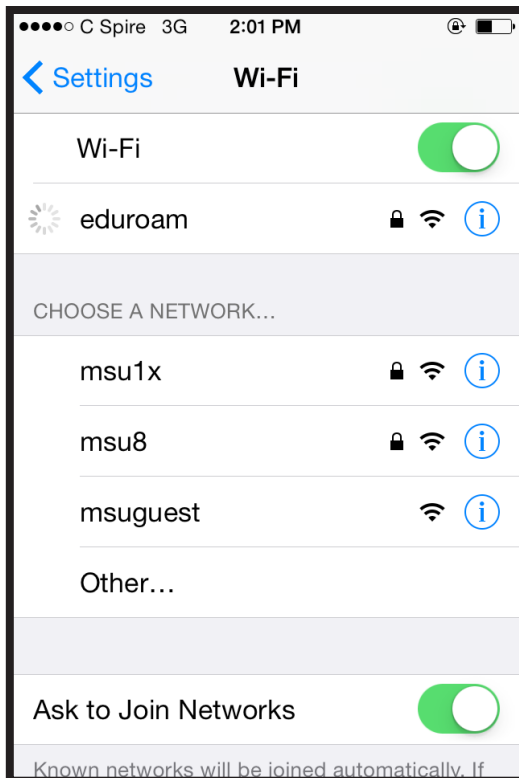 C Spire 3G 2:01 PM
Settings Wi-Fi
Wi-Fi
eduroam
CHOOSE A NETWORK...
msu1x
msu8
msuguest
Other...
Ask to Join Networks
Known networks will be joined automatically. If